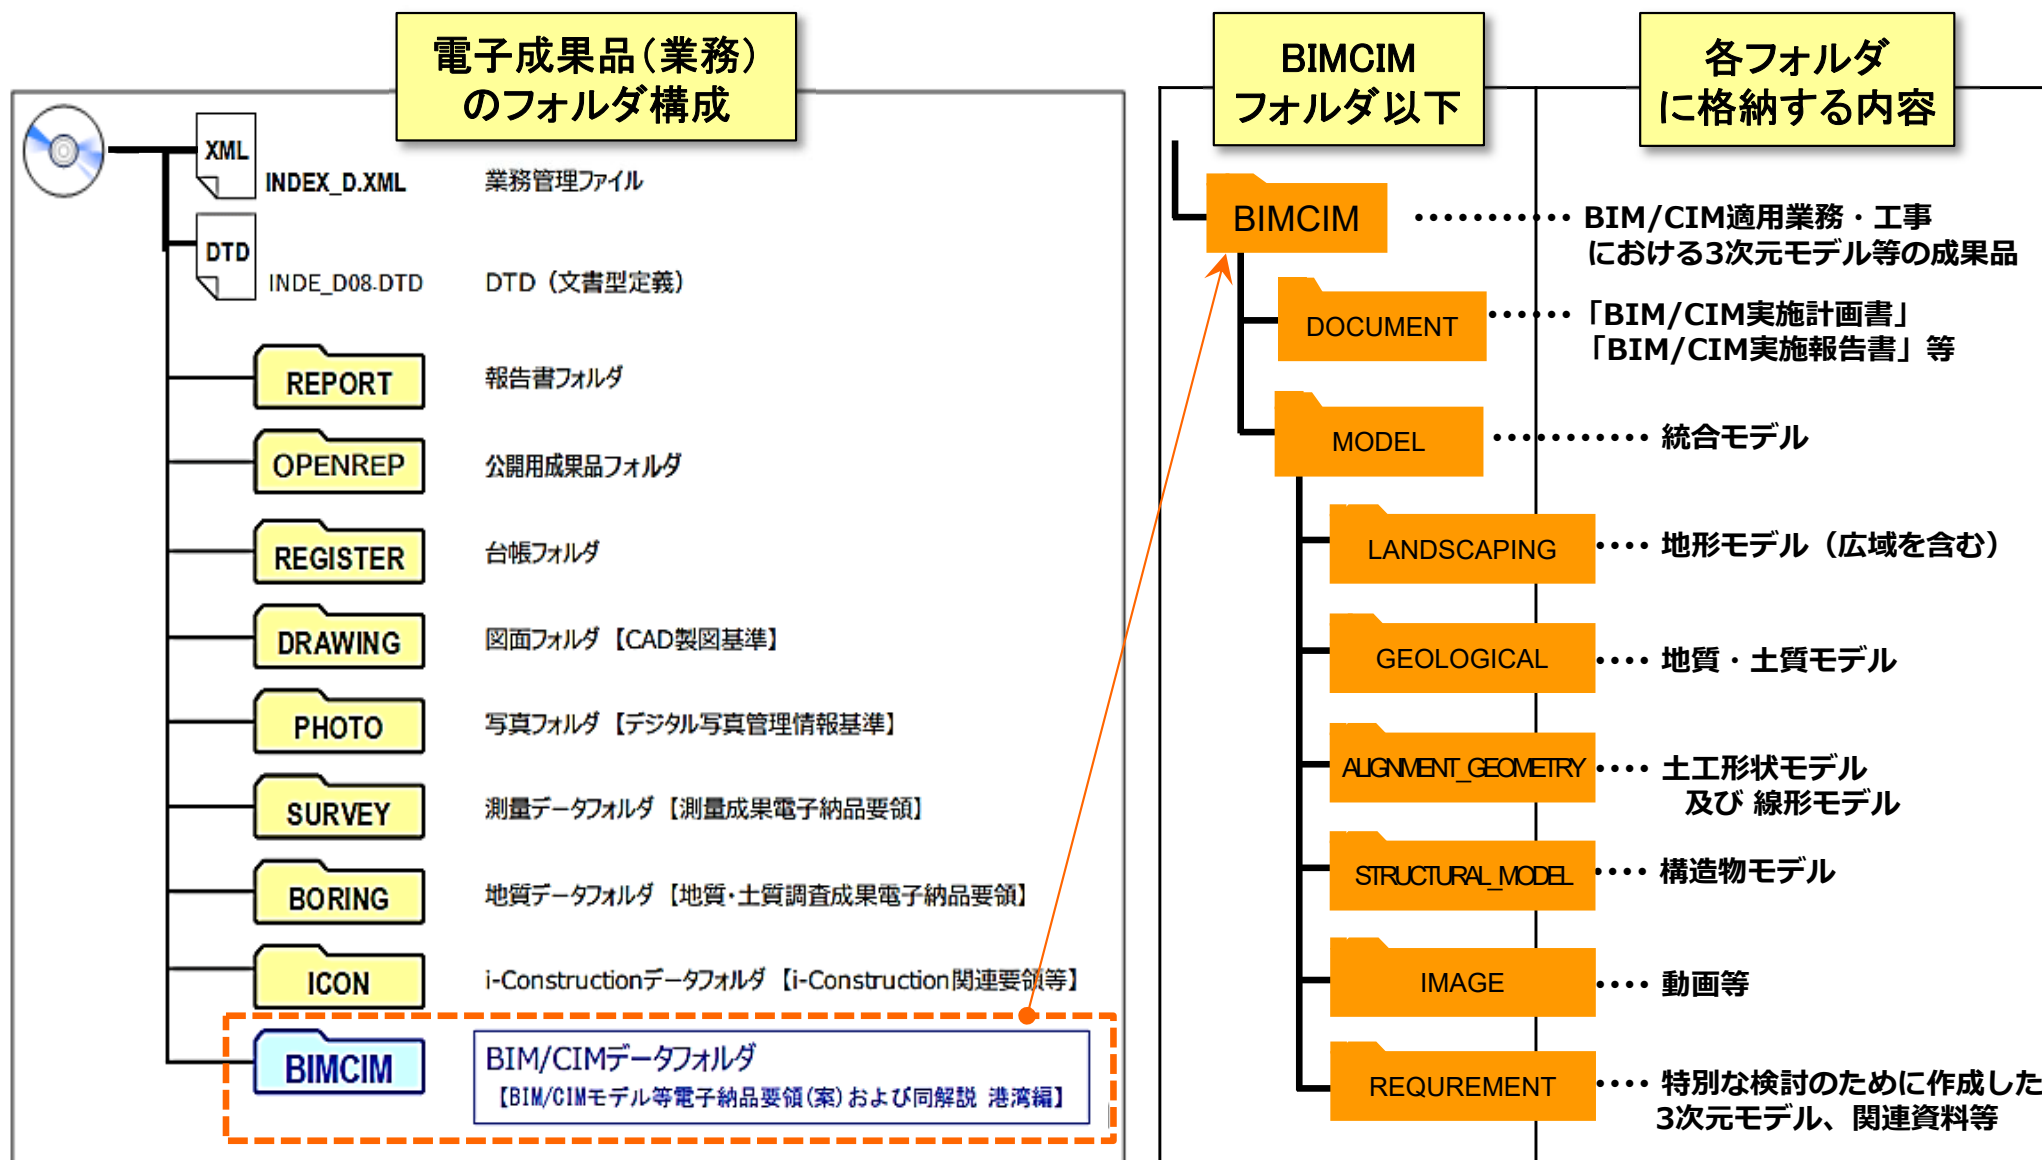 電子成果品（業務）
のフォルダ構成
XML
INDEX_D.XML 業務管理ファイル
DTD
INDE_D08.DTD DTD（文書型定義）
REPORT 報告書フォルダ
OPENREP 公開用成果品フォルダ
REGISTER 台帳フォルダ
DRAWING 図面フォルダ【CAD製図基準】
PHOTO 写真フォルダ【デジタル写真管理情報基準】
SURVEY 測量データフォルダ【測量成果電子納品要領】
BORING 地質データフォルダ【地質・土質調査成果電子納品要領】
ICON i-Constructionデータフォルダ【i-Construction関連要領等】
BIMCIM BIM/CIMデータフォルダ
【BIM/CIMモデル等電子納品要領(案)および同解説 港湾編】
BIMCIM
フォルダ以下
各フォルダ
に格納する内容
BIMCIM ・・・・・・・・・・・ BIM/CIM適用業務・工事
における3次元モデル等の成果品
DOCUMENT ・・・・・・ 「BIM/CIM実施計画書」
「BIM/CIM実施報告書」等
MODEL ・・・・・・・・・・・ 統合モデル
LANDSCAPING ・・・・ 地形モデル（広域を含む）
GEOLOGICAL ・・・・ 地質・土質モデル
ALIGNMENT_GEOMETRY ・・・・ 土工形状モデル
及び 線形モデル
STRUCTURAL_MODEL ・・・・ 構造物モデル
IMAGE ・・・・ 動画等
REQUREMENT ・・・・ 特別な検討のために作成した
3次元モデル、関連資料等